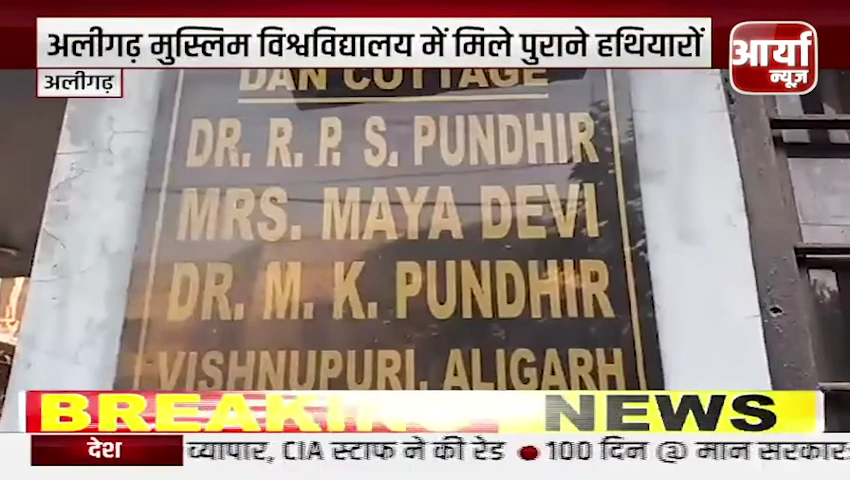 अलीगढ़ मुस्लिम विश्वविद्यालय में मिले पुराने हथियारों
आर्या
न्यूज़
अलीगढ़
DAN COTTAGE
DR. R. P. S. PUNDHIR
MRS. MAYA DEVI
DR. M. K. PUNDHIR
VISHNUPURI, ALIGARH
BREAKING NEWS
देश
व्यापार, CIA स्टाफ ने की रेड ● 100 दिन @ मान सरकार: